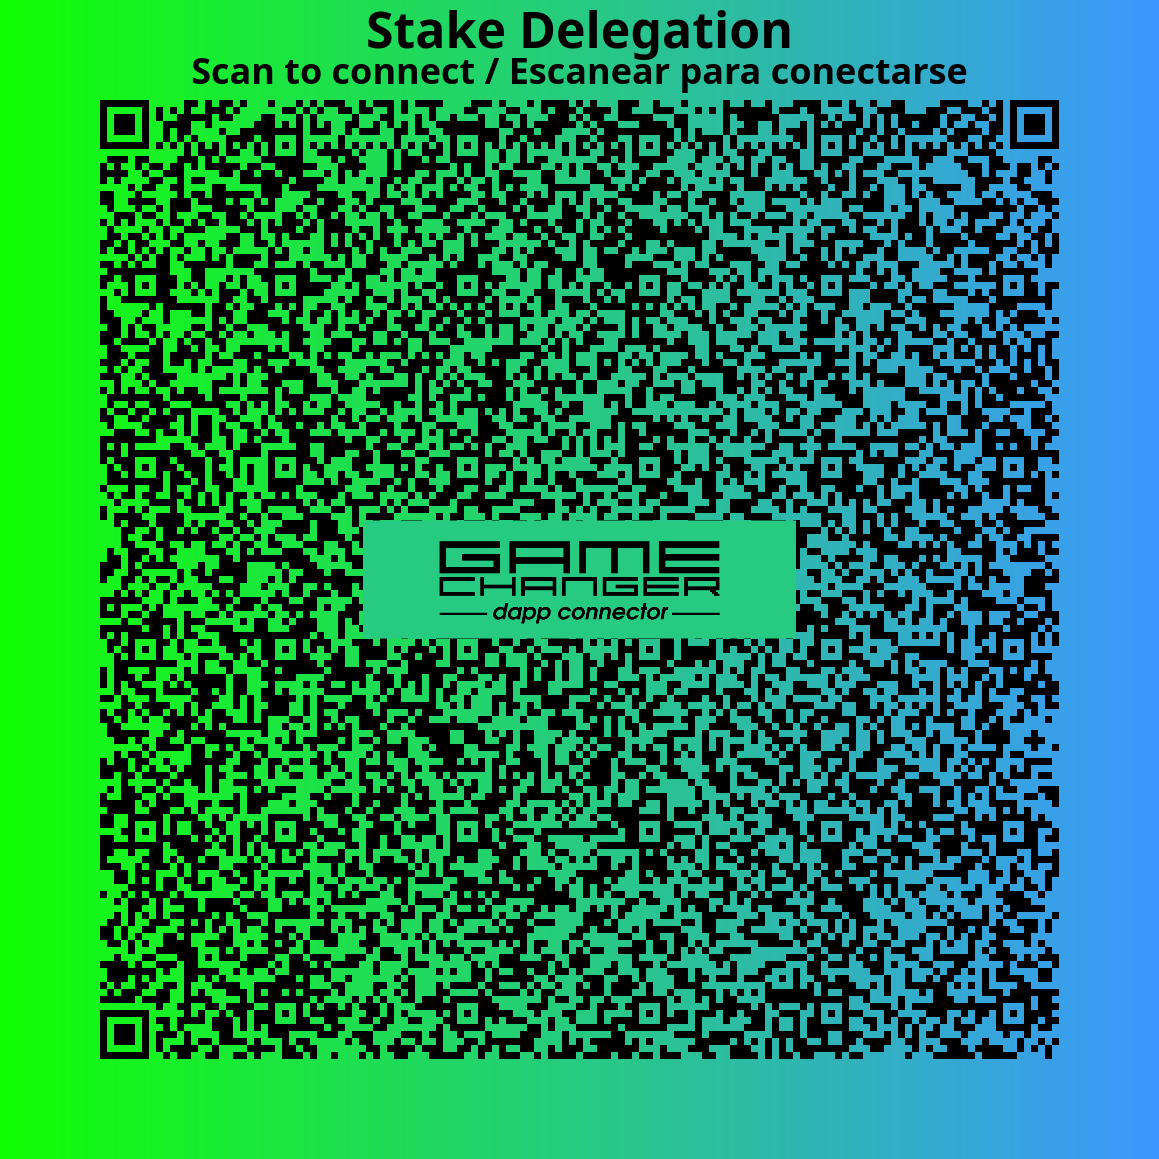 Stake Delegation
Scan to connect / Escanear para conectarse
GAME
CHANGER
dapp connector